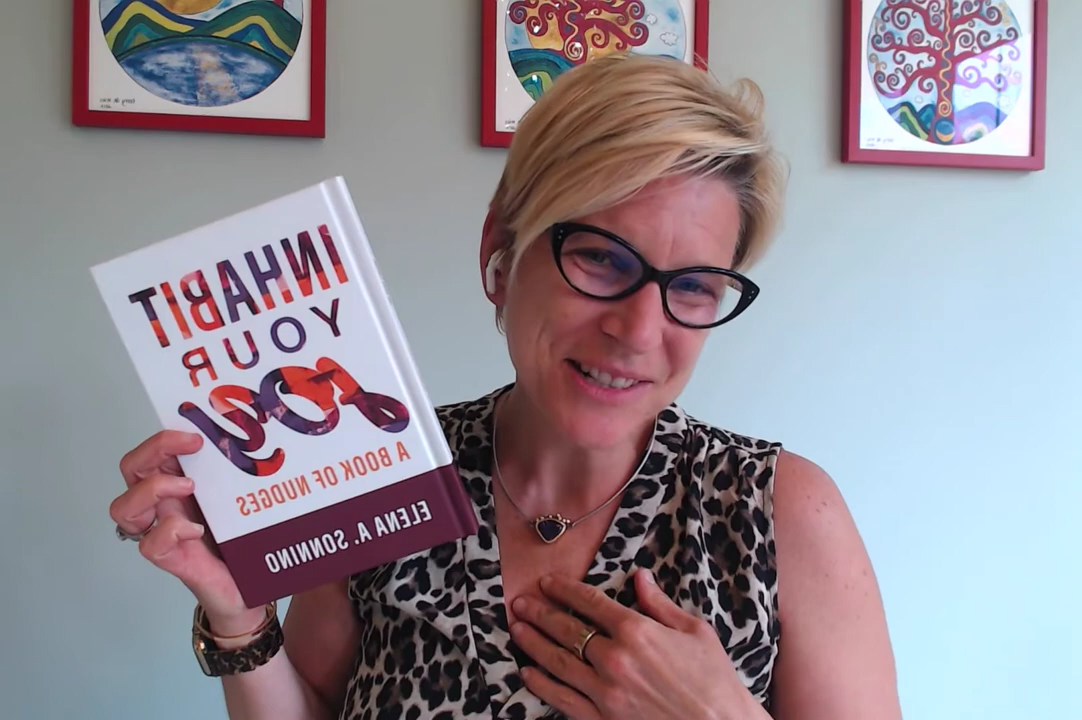 INHABIT
YOUR
Joy
A BOOK OF NUDGES
ELENA A. SONNINO